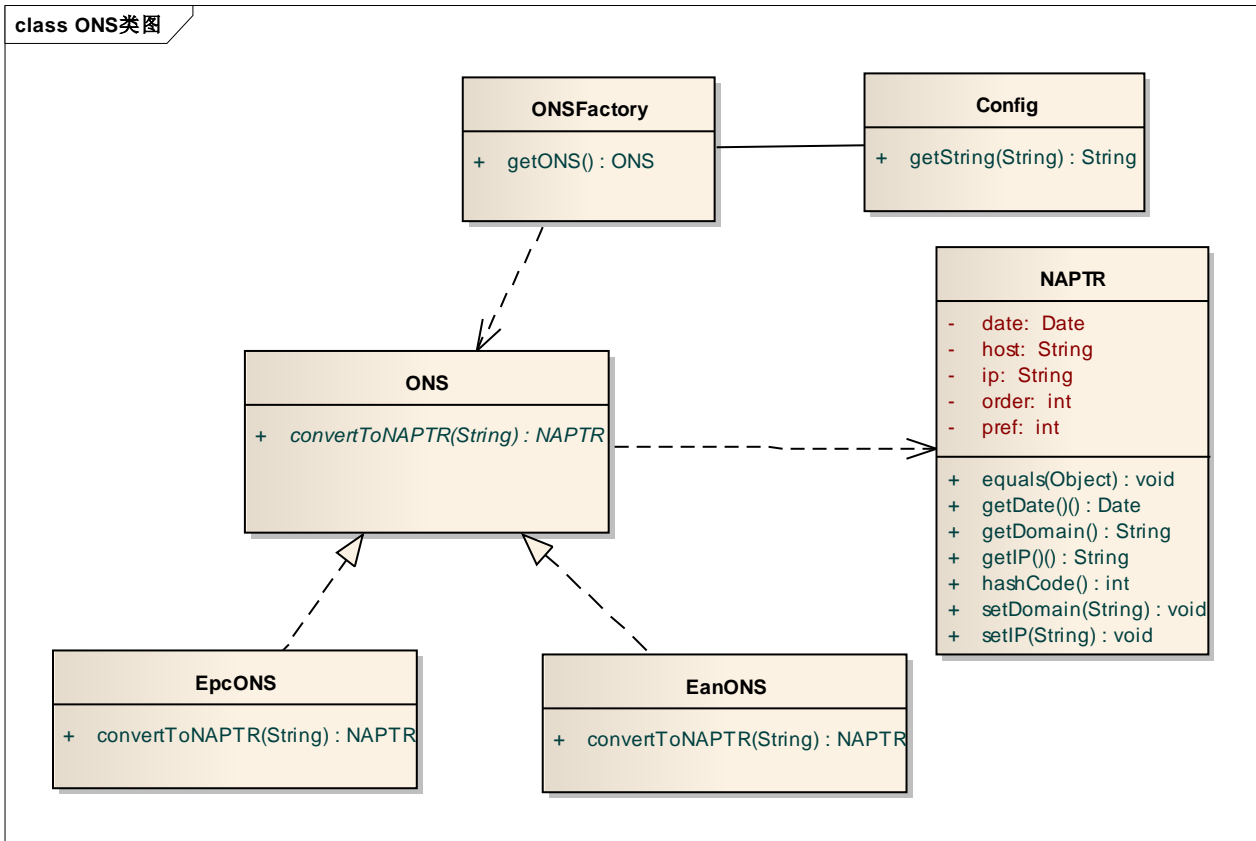 class ONS类图
ONSFactory
+ getONS() : ONS
Config
+ getString(String) : String
NAPTR
- date: Date
- host: String
- ip: String
- order: int
- pref: int
+ equals(Object) : void
+ getDate()() : Date
+ getDomain() : String
+ getIP()() : String
+ hashCode() : int
+ setDomain(String) : void
+ setIP(String) : void
ONS
+ convertToNAPTR(String) : NAPTR
EpcONS
+ convertToNAPTR(String) : NAPTR
EanONS
+ convertToNAPTR(String) : NAPTR